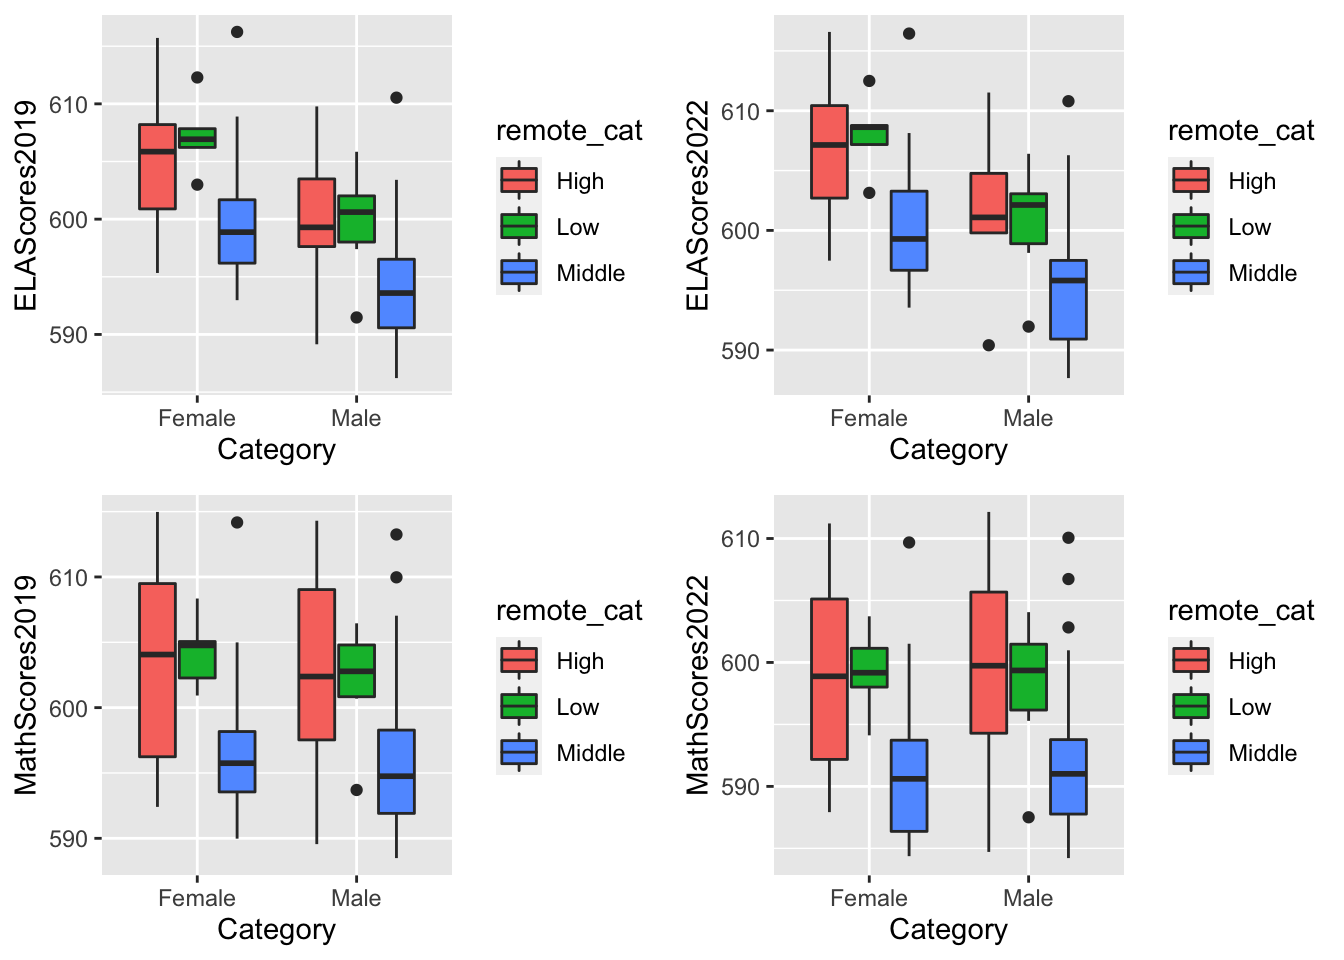 ELAScores2019
610
600
590
Female Male
Category
remote_cat
High
Low
Middle
ELAScores2022
610
600
590
Female Male
Category
remote_cat
High
Low
Middle
MathScores2019
610
600
590
Female Male
Category
remote_cat
High
Low
Middle
MathScores2022
610
600
590
Female Male
Category
remote_cat
High
Low
Middle